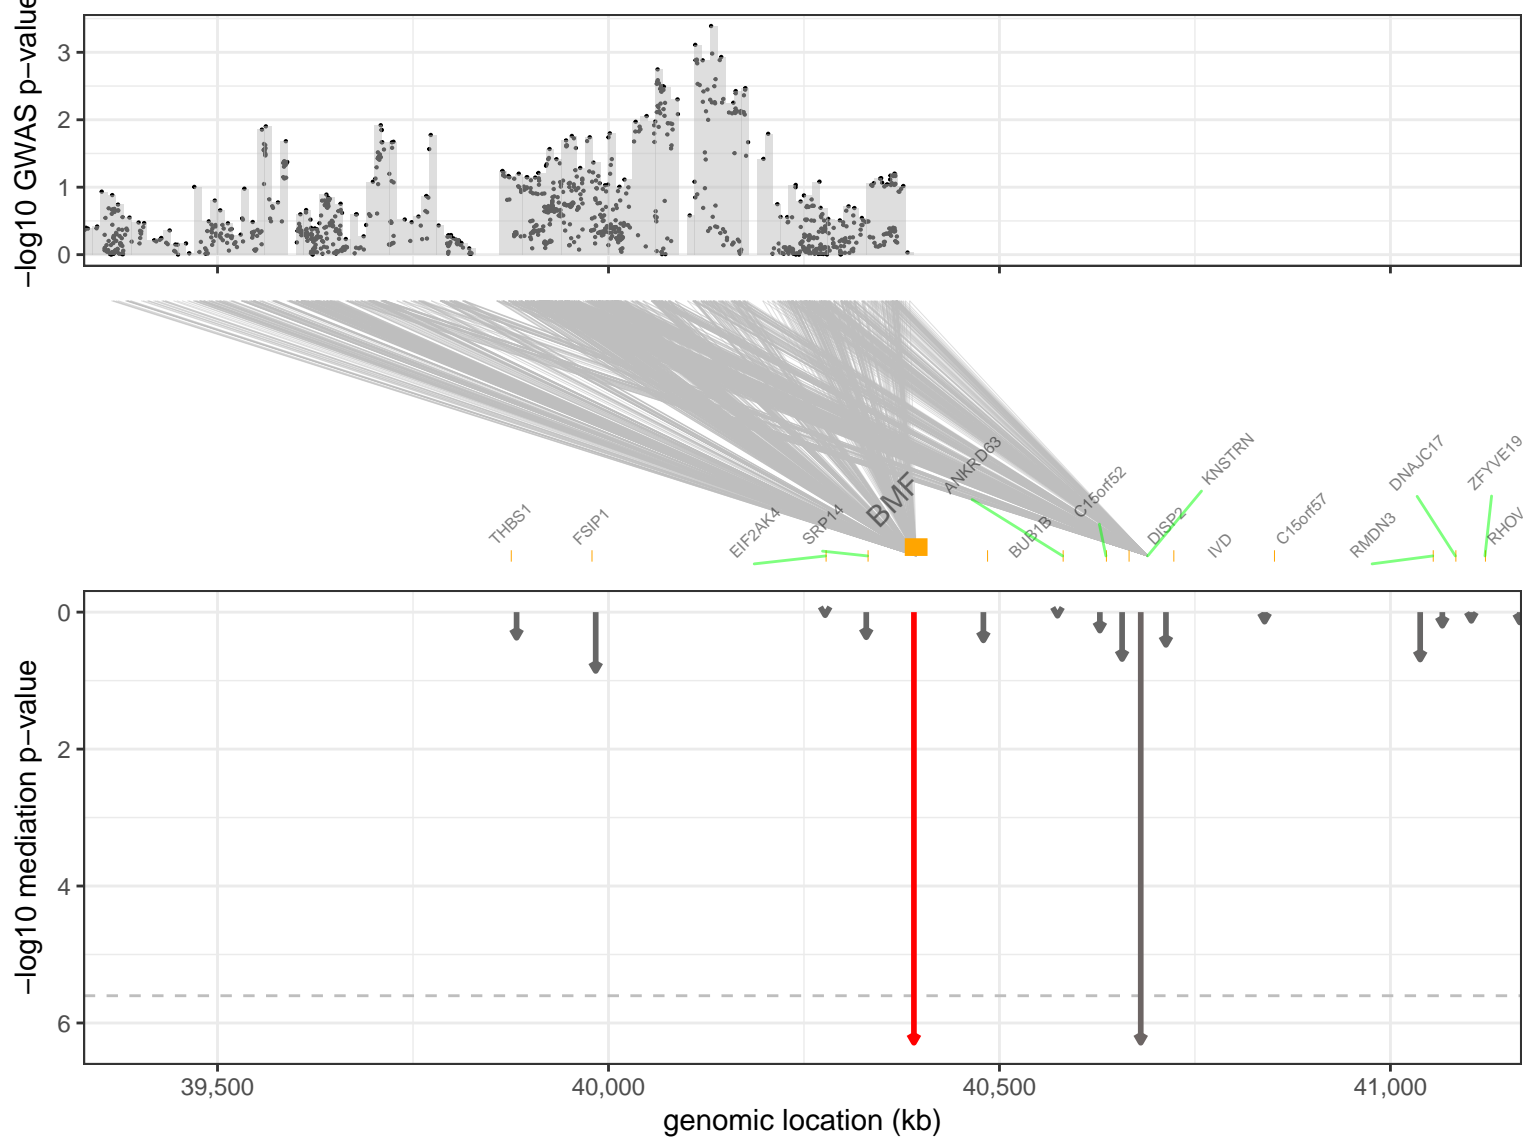 −log10 GWAS p−value
3
2
1
0
THBS1
FSIP1
EIF2AK4
SRP14
BMF
ANKRD63
BUB1B
C15orf52
DISP2
KNSTRN
IVD
C15orf57
RMDN3
DNAJC17
ZFYVE19
RHOV
−log10 mediation p−value
0
2
4
6
39,500
40,000
40,500
41,000
genomic location (kb)